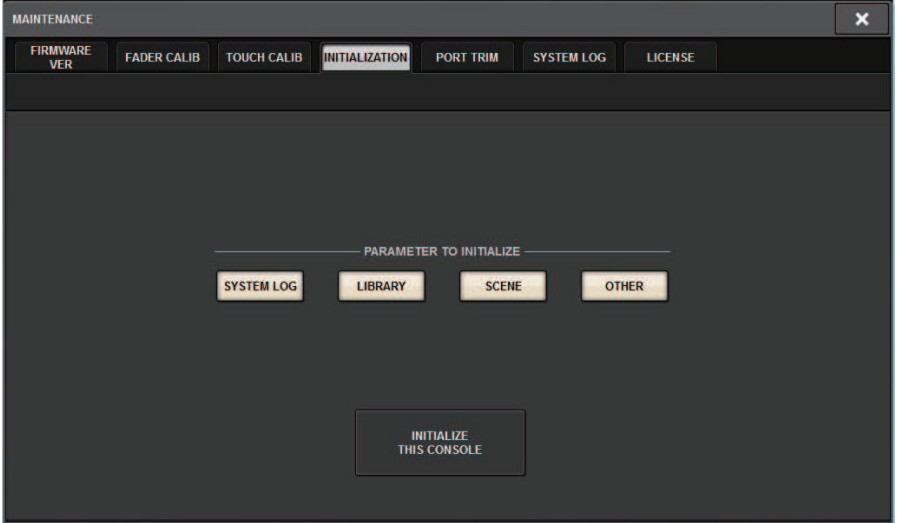 MAINTENANCE
FIRMWARE
VER
FADER CALIB
TOUCH CALIB
INITIALIZATION
PORT TRIM
SYSTEM LOG
LICENSE
PARAMETER TO INITIALIZE
SYSTEM LOG
LIBRARY
SCENE
OTHER
INITIALIZE
THIS CONSOLE